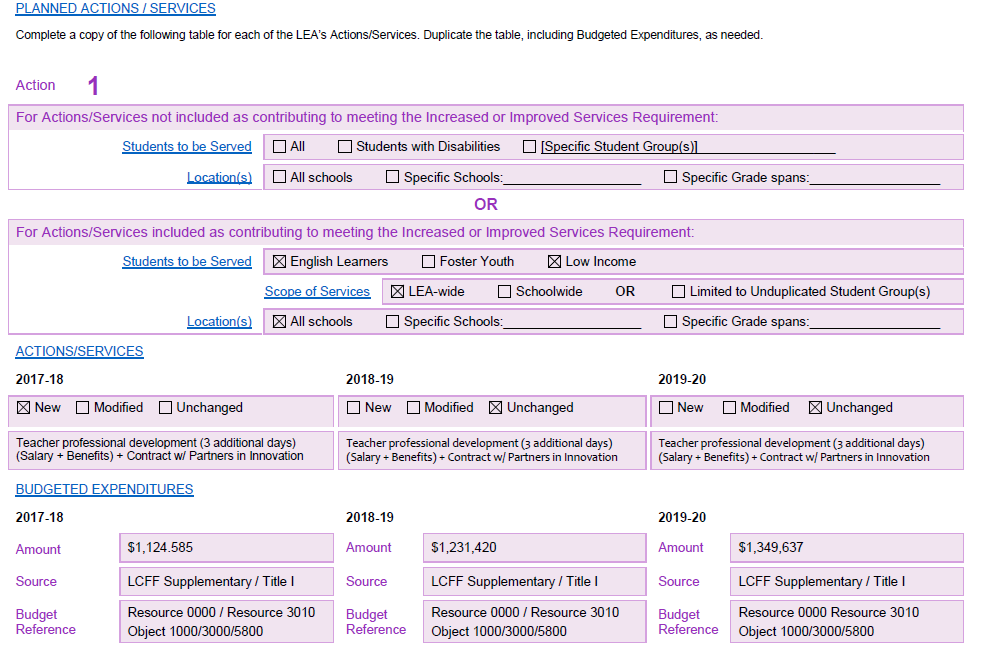 PLANNED ACTIONS / SERVICES
Complete a copy of the following table for each of the LEA's Actions/Services. Duplicate the table, including Budgeted Expenditures, as needed.
Action 1
For Actions/Services not included as contributing to meeting the Increased or Improved Services Requirement:
Students to be Served ☐ All ☐ Students with Disabilities ☐ [Specific Student Group(s)]___________________
Location(s) ☐ All schools ☐ Specific Schools:___________________ ☐ Specific Grade spans:___________________
OR
For Actions/Services included as contributing to meeting the Increased or Improved Services Requirement:
Students to be Served ☒ English Learners ☐ Foster Youth ☒ Low Income
Scope of Services ☒ LEA-wide ☐ Schoolwide OR ☐ Limited to Unduplicated Student Group(s)
Location(s) ☒ All schools ☐ Specific Schools:___________________ ☐ Specific Grade spans:___________________
ACTIONS/SERVICES
2017-18 2018-19 2019-20
☒ New ☐ Modified ☐ Unchanged ☐ New ☐ Modified ☒ Unchanged ☐ New ☐ Modified ☒ Unchanged
Teacher professional development (3 additional days) Teacher professional development (3 additional days) Teacher professional development (3 additional days)
(Salary + Benefits) + Contract w/ Partners in Innovation (Salary + Benefits) + Contract w/ Partners in Innovation (Salary + Benefits) + Contract w/ Partners in Innovation
BUDGETED EXPENDITURES
2017-18 2018-19 2019-20
Amount $1,124.585 Amount $1,231,420 Amount $1,349,637
Source LCFF Supplementary / Title I Source LCFF Supplementary / Title I Source LCFF Supplementary / Title I
Budget Resource 0000 / Resource 3010 Budget Resource 0000 / Resource 3010 Budget Resource 0000 Resource 3010
Reference Object 1000/3000/5800 Reference Object 1000/3000/5800 Reference Object 1000/3000/5800